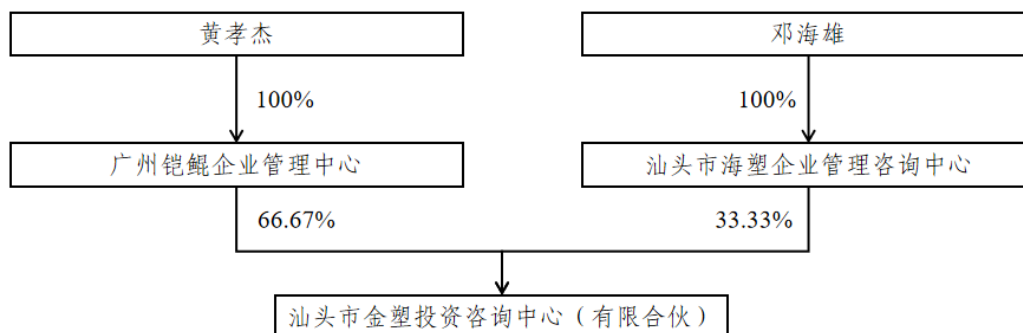 黄孝杰
邓海雄
100%
100%
广州铠鲲企业管理中心
汕头市海塑企业管理咨询中心
66.67%
33.33%
汕头市金塑投资咨询中心（有限合伙）